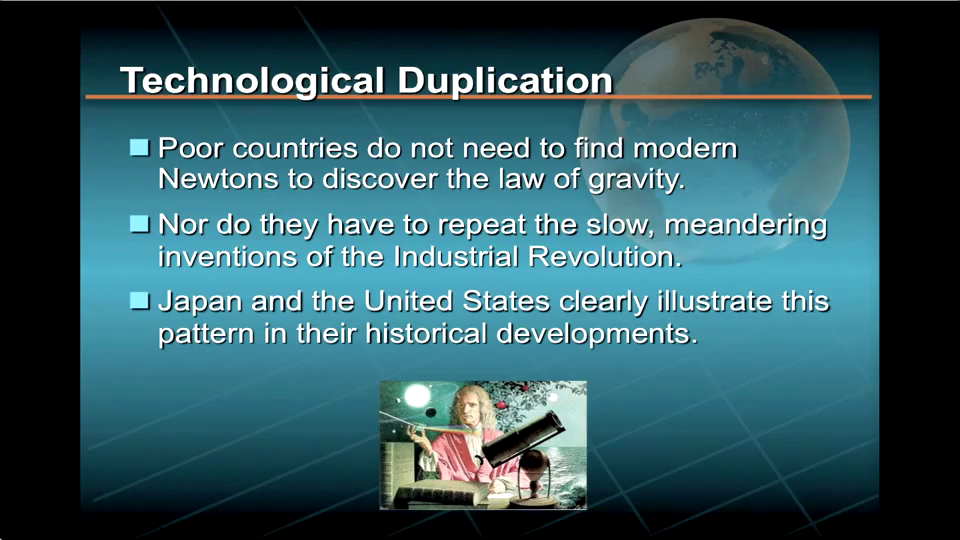 Technological Duplication
Poor countries do not need to find modern
Newtons to discover the law of gravity.
Nor do they have to repeat the slow, meandering
inventions of the Industrial Revolution.
Japan and the United States clearly illustrate this
pattern in their historical developments.